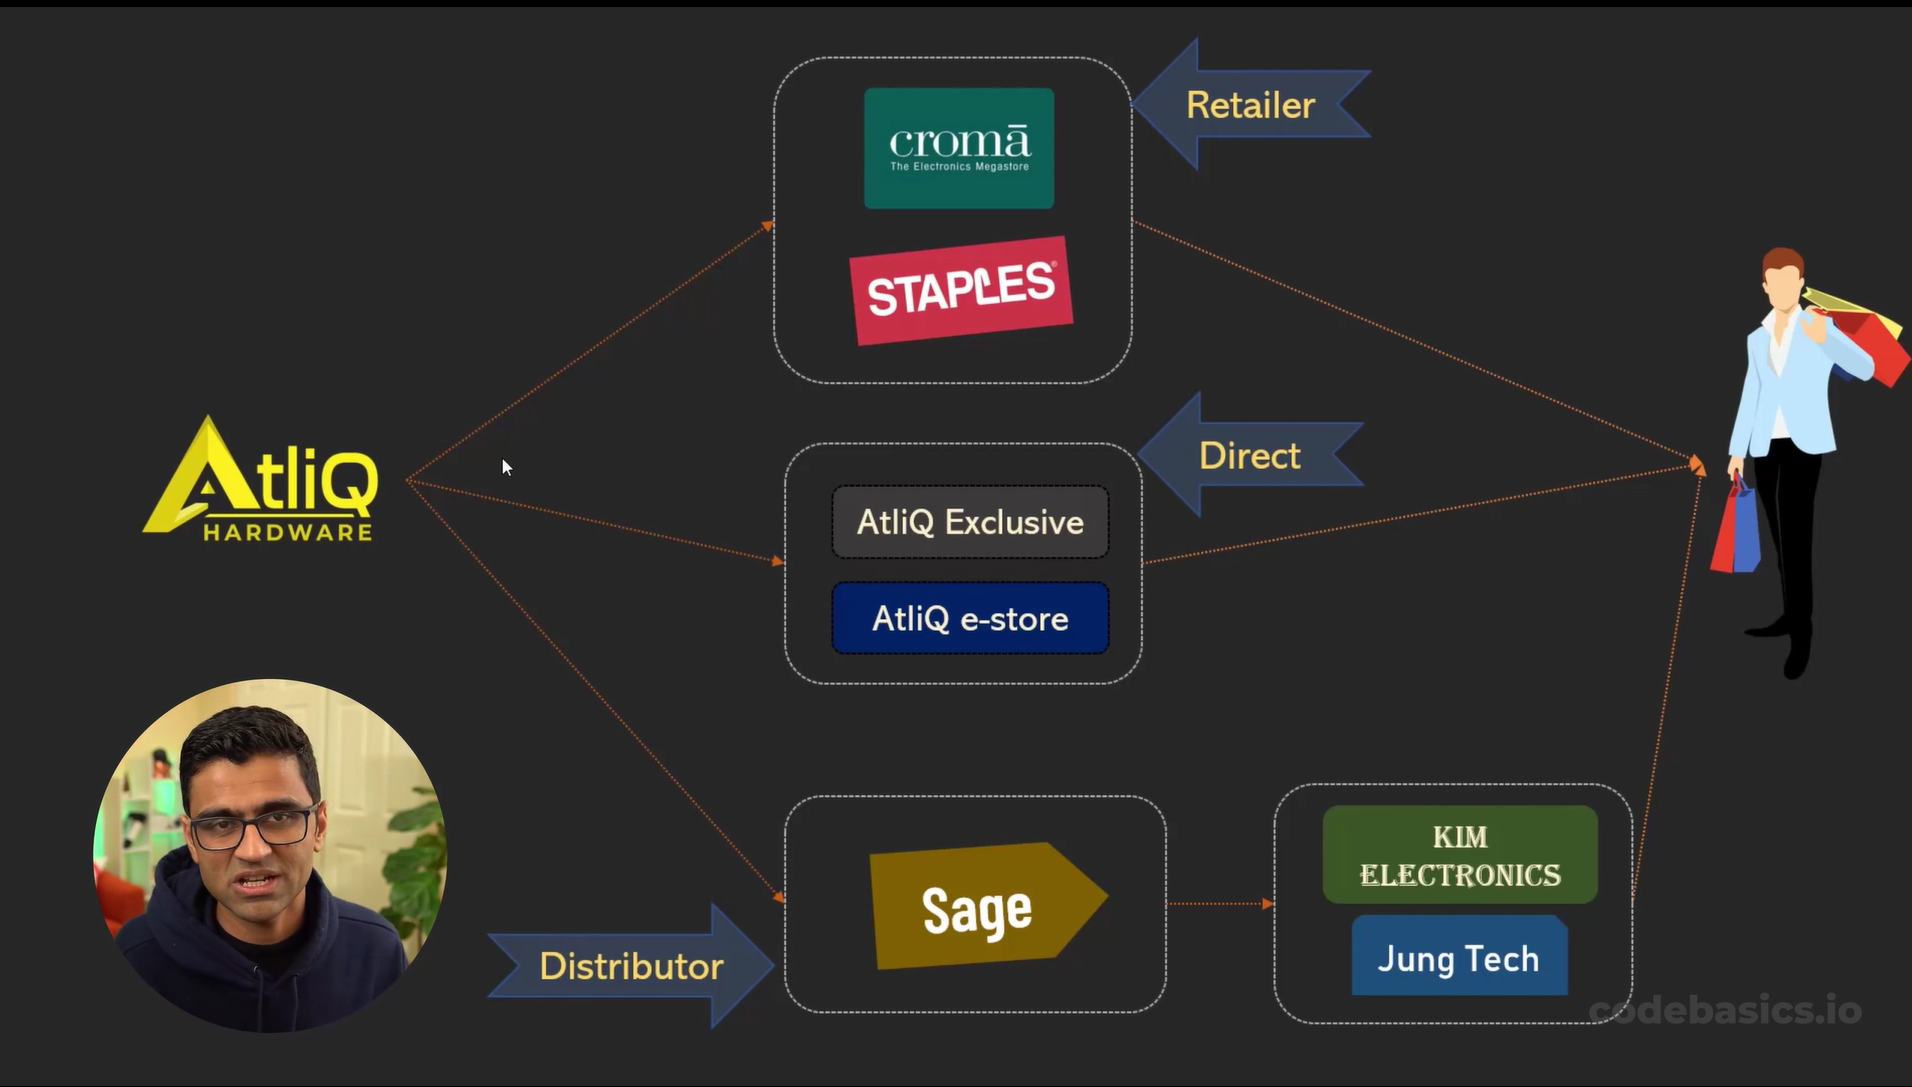 cromā
The Electronics Megastore
Retailer
STAPLES®
Direct
AtliQ Exclusive
AtliQ
HARDWARE
AtliQ e-store
Sage
KIM
ELECTRONICS
Jung Tech
Distributor
codebasics.io